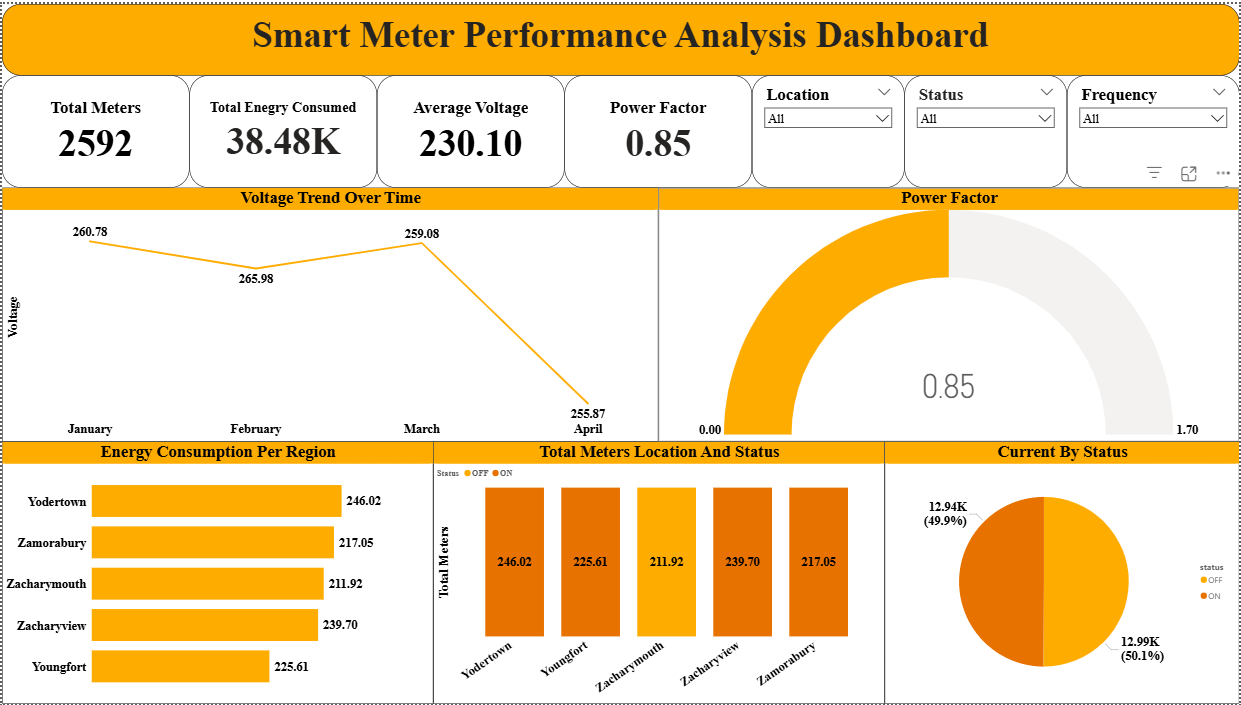 Smart Meter Performance Analysis Dashboard
Total Meters
2592
Total Enegry Consumed
38.48K
Average Voltage
230.10
Power Factor
0.85
Location
All
Status
All
Frequency
All
Voltage Trend Over Time
Voltage
260.78
265.98
259.08
255.87
January
February
March
April
Power Factor
0.85
0.00
1.70
Energy Consumption Per Region
Yodertown
246.02
Zamorabury
217.05
Zacharymouth
211.92
Zacharyview
239.70
Youngfort
225.61
Total Meters Location And Status
Status OFF ON
Total Meters
246.02
225.61
211.92
239.70
217.05
Yodertown
Youngfort
Zacharymouth
Zacharyview
Zamorabury
Current By Status
12.94K
(49.9%)
12.99K
(50.1%)
status
OFF
ON